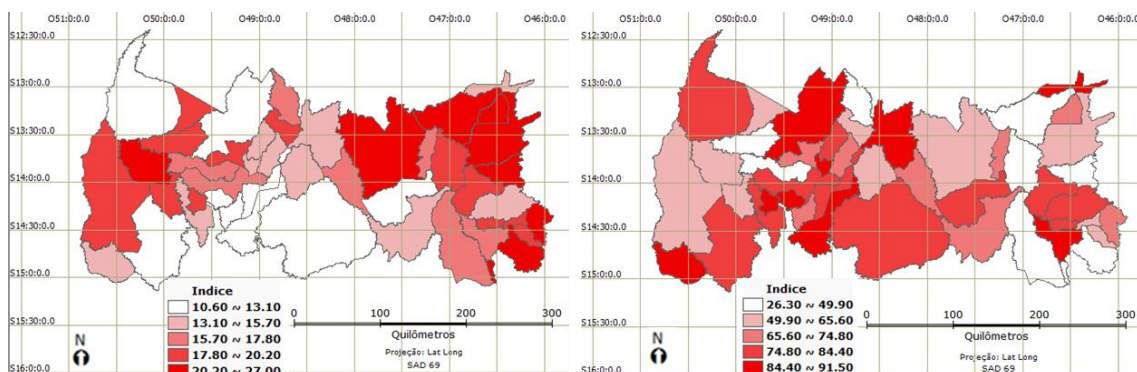 O51:0:0.0 O50:0:0.0 O49:0:0.0 O48:0:0.0 O47:0:0.0 O46:0:0.0
S12:30:0.0
S13:0:0.0
S13:30:0.0
S14:0:0.0
S14:30:0.0
S15:0:0.0
S15:30:0.0
S16:0:0.0
Indice
10.60 ~ 13.10
13.10 ~ 15.70
15.70 ~ 17.80
17.80 ~ 20.20
20.20 ~ 27.00
N
0 100 200 300
Quilômetros
Projeção: Lat Long
SAD 69
O51:0:0.0 O50:0:0.0 O49:0:0.0 O48:0:0.0 O47:0:0.0 O46:0:0.0
S12:30:0.0
S13:0:0.0
S13:30:0.0
S14:0:0.0
S14:30:0.0
S15:0:0.0
S15:30:0.0
S16:0:0.0
Indice
26.30 ~ 49.90
49.90 ~ 65.60
65.60 ~ 74.80
74.80 ~ 84.40
84.40 ~ 91.50
N
0 100 200 300
Quilômetros
Projeção: Lat Long
SAD 69